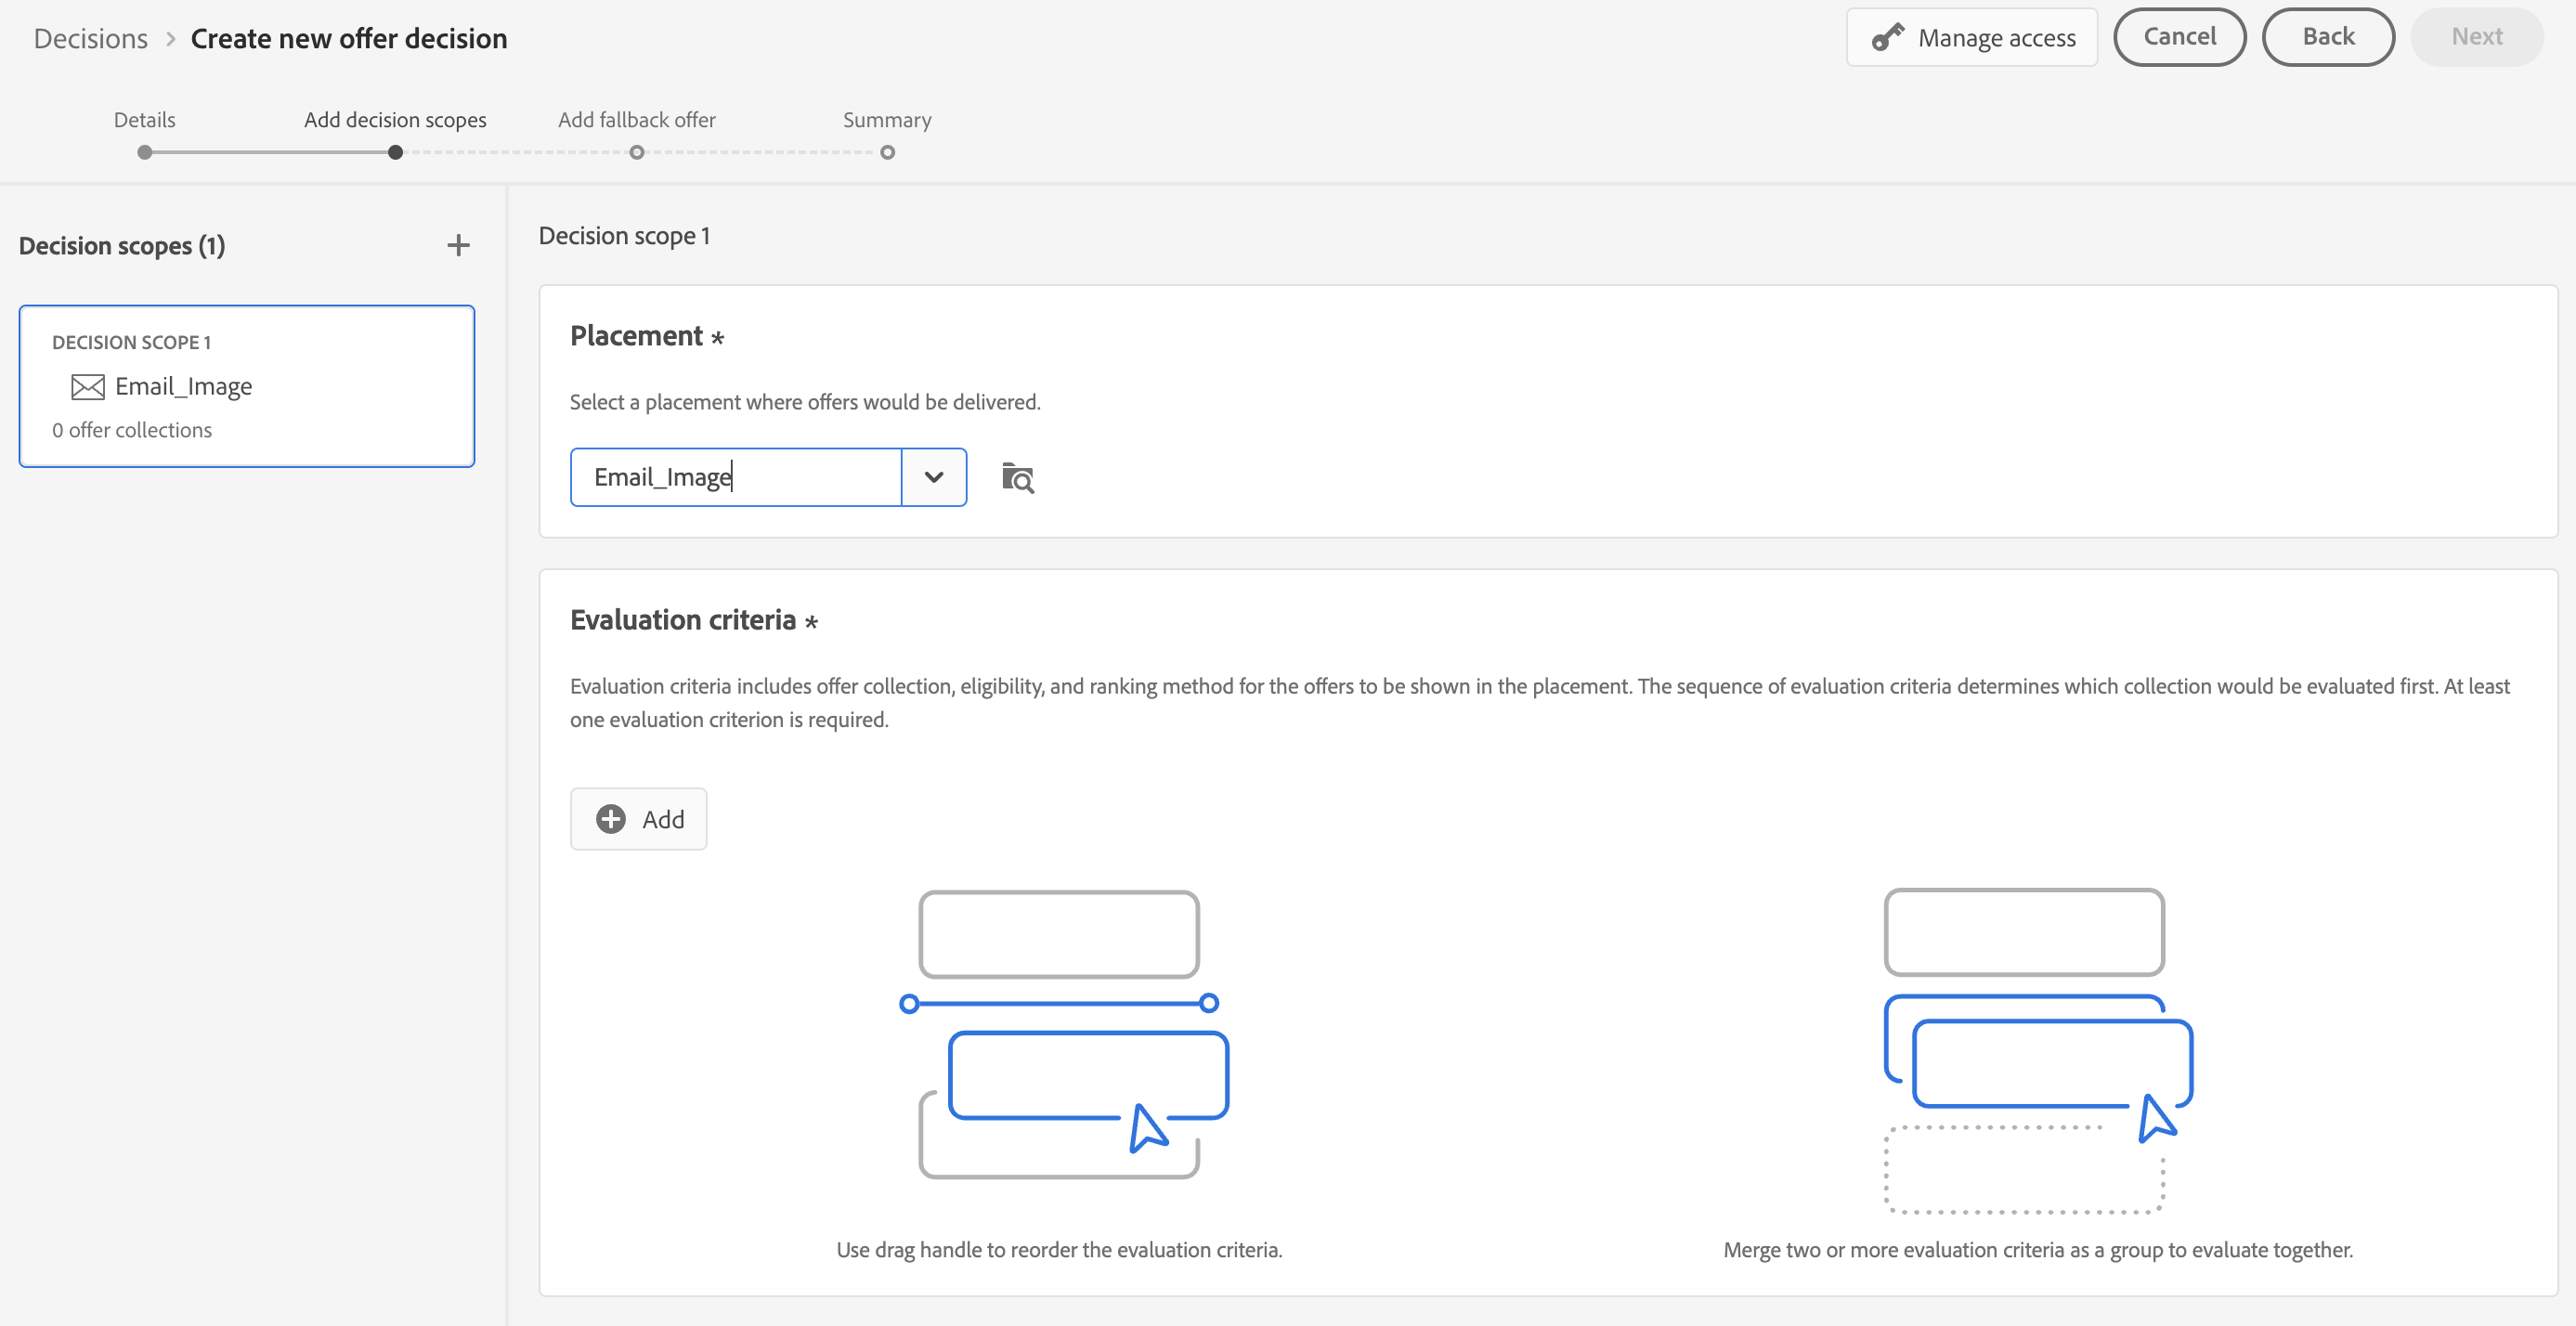 Decisions > Create new offer decision
Manage access
Cancel
Back
Next
Details
Add decision scopes
Add fallback offer
Summary
Decision scopes (1)
DECISION SCOPE 1
Email_Image
0 offer collections
Decision scope 1
Placement *
Select a placement where offers would be delivered.
Email_Image
Evaluation criteria *
Evaluation criteria includes offer collection, eligibility, and ranking method for the offers to be shown in the placement. The sequence of evaluation criteria determines which collection would be evaluated first. At least
one evaluation criterion is required.
Add
Use drag handle to reorder the evaluation criteria.
Merge two or more evaluation criteria as a group to evaluate together.